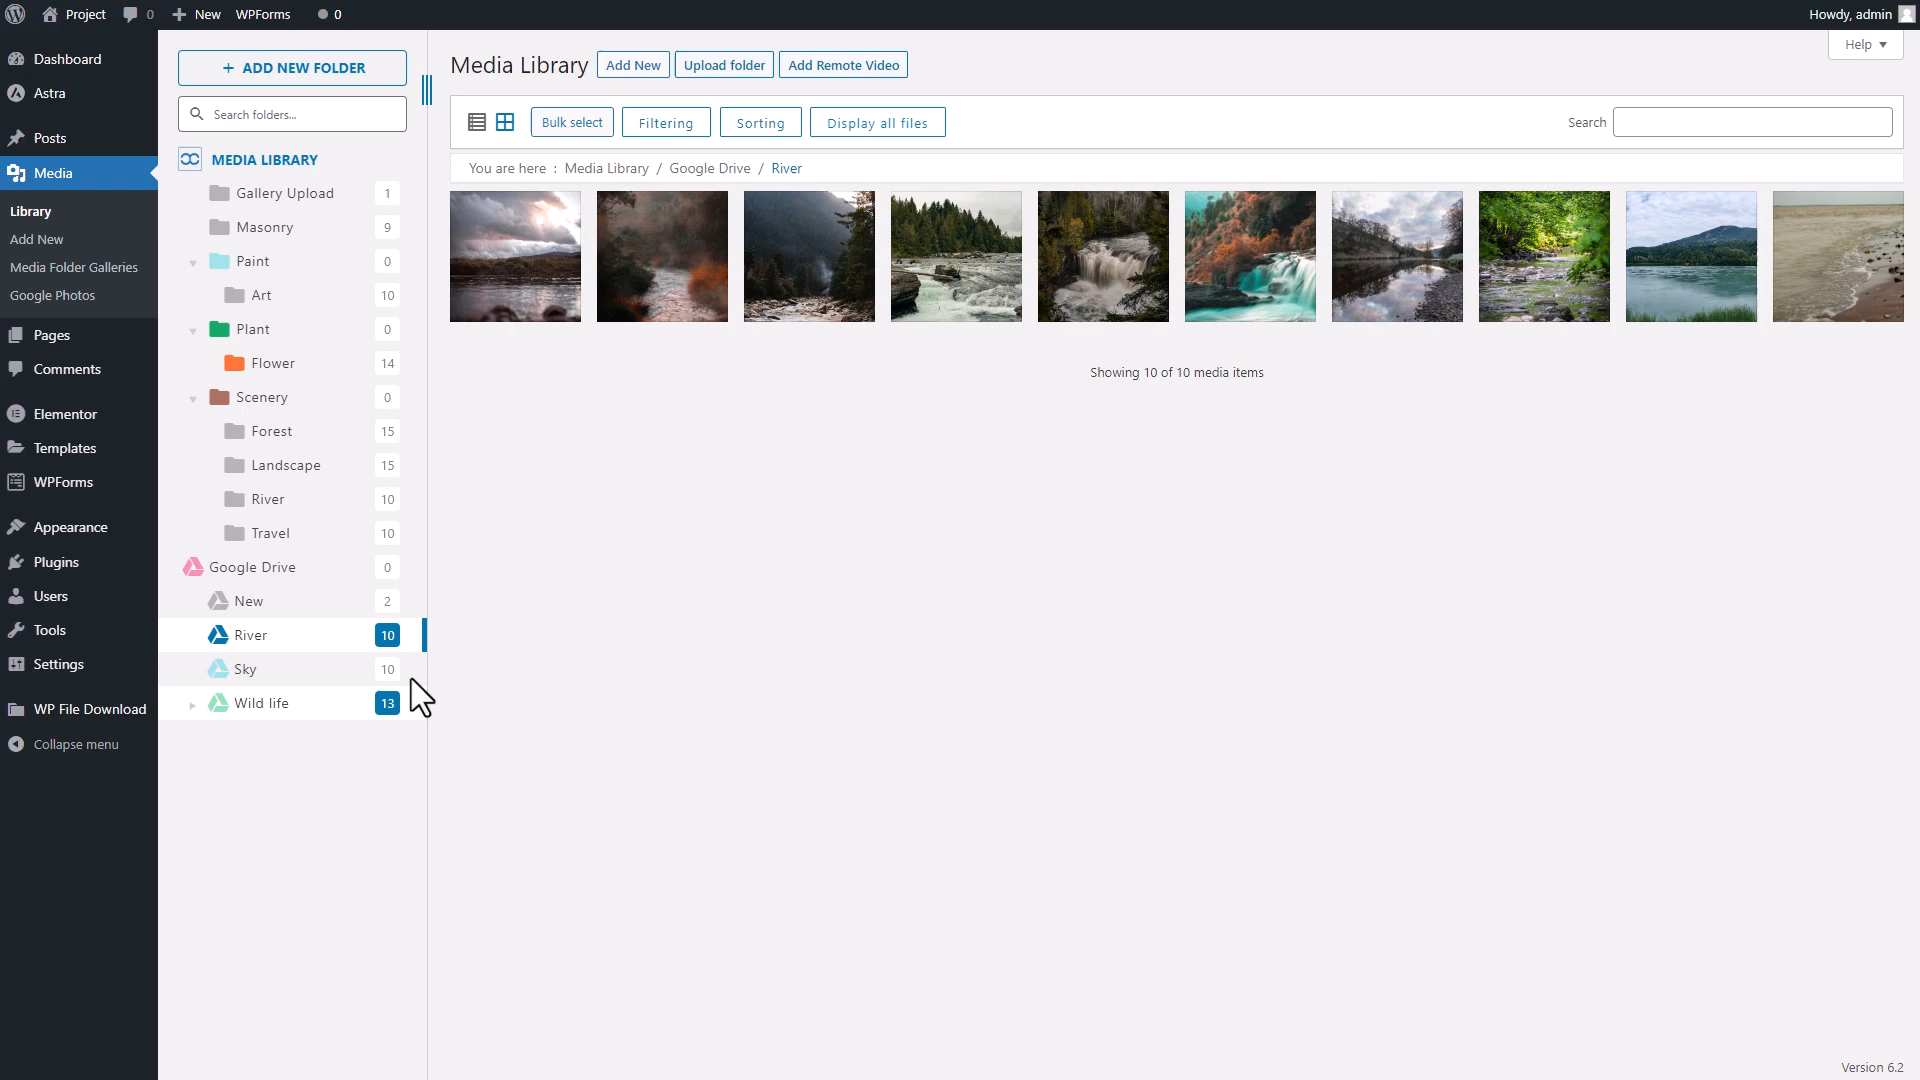 Project 0 New WPForms 0 Howdy, admin
Dashboard
Astra
Posts
Media
Library
Add New
Media Folder Galleries
Google Photos
Pages
Comments
Elementor
Templates
WPForms
Appearance
Plugins
Users
Tools
Settings
WP File Download
Collapse menu
+ ADD NEW FOLDER
Search folders...
MEDIA LIBRARY
Gallery Upload 1
Masonry 9
Paint 0
Art 10
Plant 0
Flower 14
Scenery 0
Forest 15
Landscape 15
River 10
Travel 10
Google Drive 0
New 2
River 10
Sky 10
Wild life 13
Help
Media Library Add New Upload folder Add Remote Video
Bulk select Filtering Sorting Display all files Search
You are here : Media Library / Google Drive / River
Showing 10 of 10 media items
Version 6.2